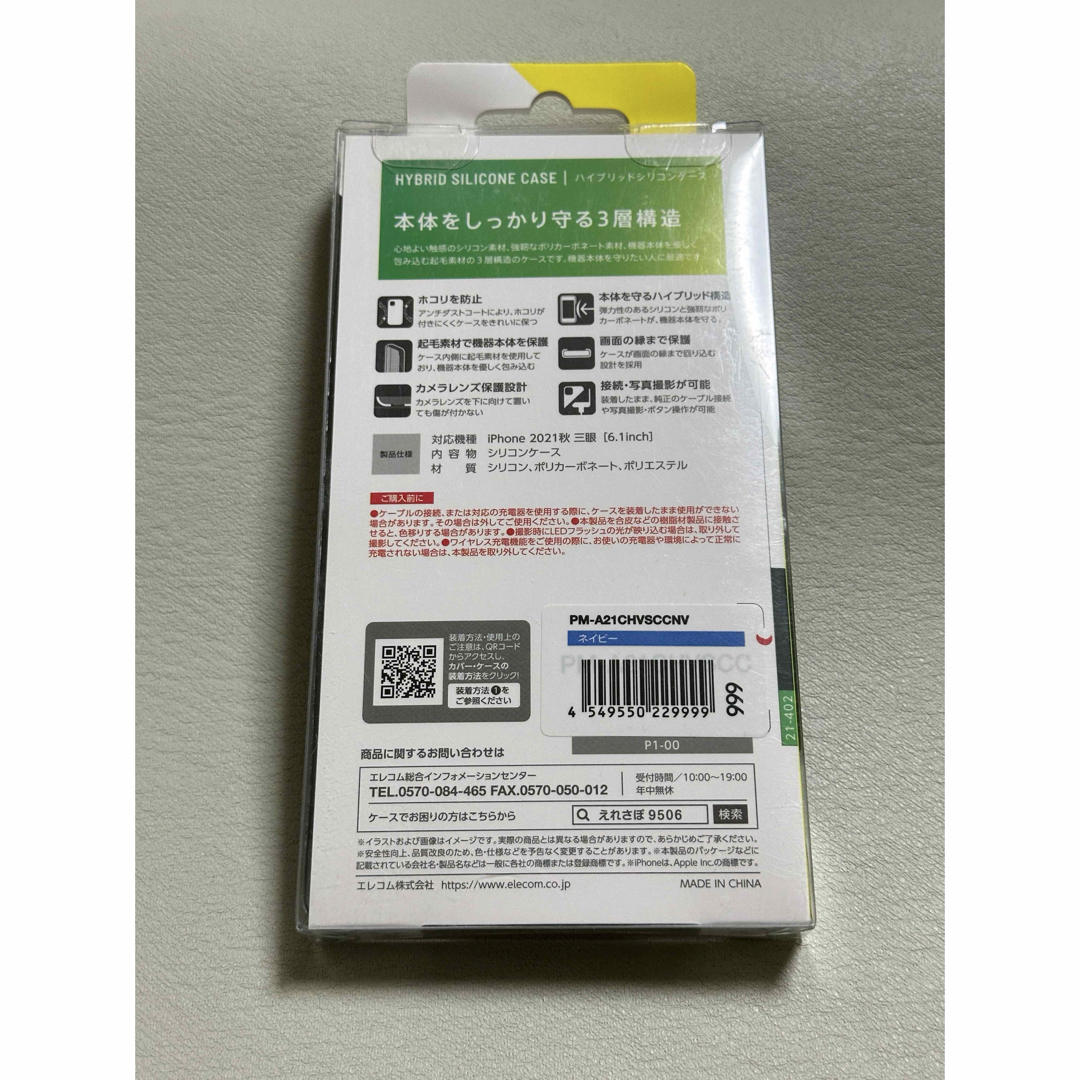 HYBRID SILICONE CASE | ハイブリッドシリコンケース
本体をしっかり守る3層構造
心地よい触感のシリコン素材、強靭なポリカーボネート素材、機器本体を優しく
包み込む起毛素材の3層構造のケースです。機器本体を守りたい人に最適です。
ホコリを防止
アンチダストコートにより、ホコリが
付きにくくケースをきれいに保つ
本体を守るハイブリッド構造
弾力性のあるシリコンと強靭なポリ
カーボネートが、機器本体を守る。
起毛素材で機器本体を保護
ケース内側に起毛素材を使用して
おり、機器本体を優しく包み込む
画面の縁まで保護
ケースが画面の縁まで回り込む
設計を採用
カメラレンズ保護設計
カメラレンズを下に向けて置い
ても傷が付かない
接続・写真撮影が可能
装着したまま、純正のケーブル接続
や写真撮影・ボタン操作が可能
製品仕様
対応機種 iPhone 2021秋 三眼 [6.1inch]
内容物 シリコンケース
材質 シリコン、ポリカーボネート、ポリエステル
ご購入前に
●ケーブルの接続、または対応の充電器を使用する際に、ケースを装着したまま使用ができない
場合があります。その場合は外してご使用ください。●本製品を合皮などの樹脂材製品に接触さ
せると、色移りする場合があります。●撮影時にLEDフラッシュの光が映り込む場合は、取り外して
撮影してください。●ワイヤレス充電機能をご使用の際に、お使いの充電器や環境によって正常に
充電されない場合は、本製品を取り外してください。
装着方法・使用上の
ご注意は、QRコード
からアクセスし、
カバー・ケースの
装着方法をクリック!
装着方法❶を
ご参照ください
PM-A21CHVSCCNV
ネイビー
4 549550 229999
999
P1-00
21-402
商品に関するお問い合わせは
エレコム総合インフォメーションセンター
TEL.0570-084-465 FAX.0570-050-012
受付時間/10:00〜19:00
年中無休
ケースでお困りの方はこちらから
えれさぽ 9506 検索
※イラストおよび画像はイメージです。実際の商品とは異なる場合がありますので、あらかじめご了承ください。
※安全性向上、品質改良のため、色・仕様などを予告なく変更することがあります。※本製品のパッケージなどに
記載されている会社名・製品名などは一般に各社の商標または登録商標です。※iPhoneは、Apple Inc.の商標です。
エレコム株式会社 https://www.elecom.co.jp MADE IN CHINA